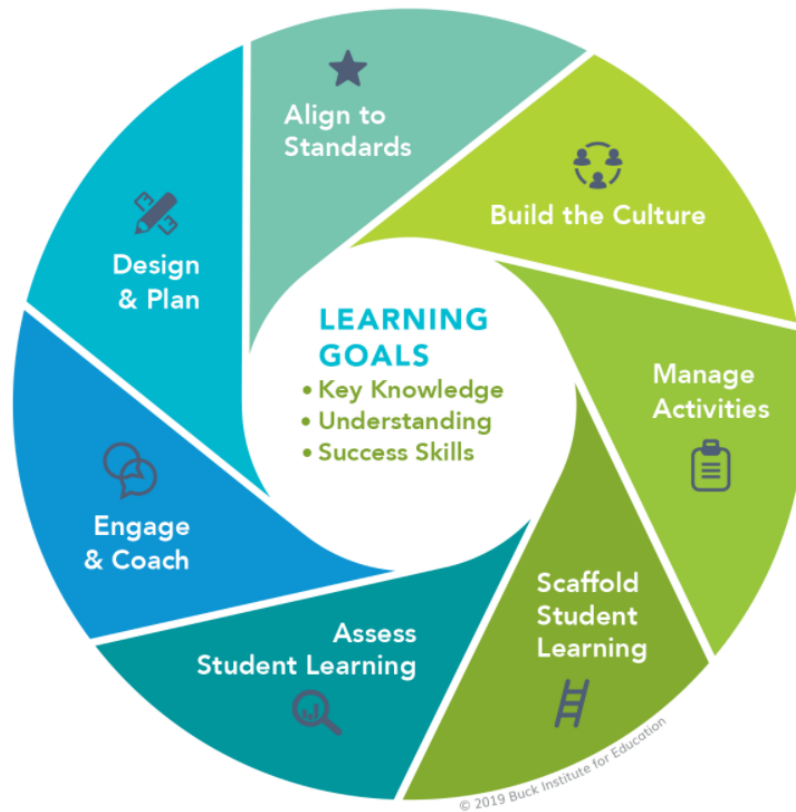 Align to
Standards
Build the Culture
Design
& Plan
LEARNING
GOALS
• Key Knowledge
• Understanding
• Success Skills
Manage
Activities
Engage
& Coach
Scaffold
Student
Learning
Assess
Student Learning
© 2019 Buck Institute for Education